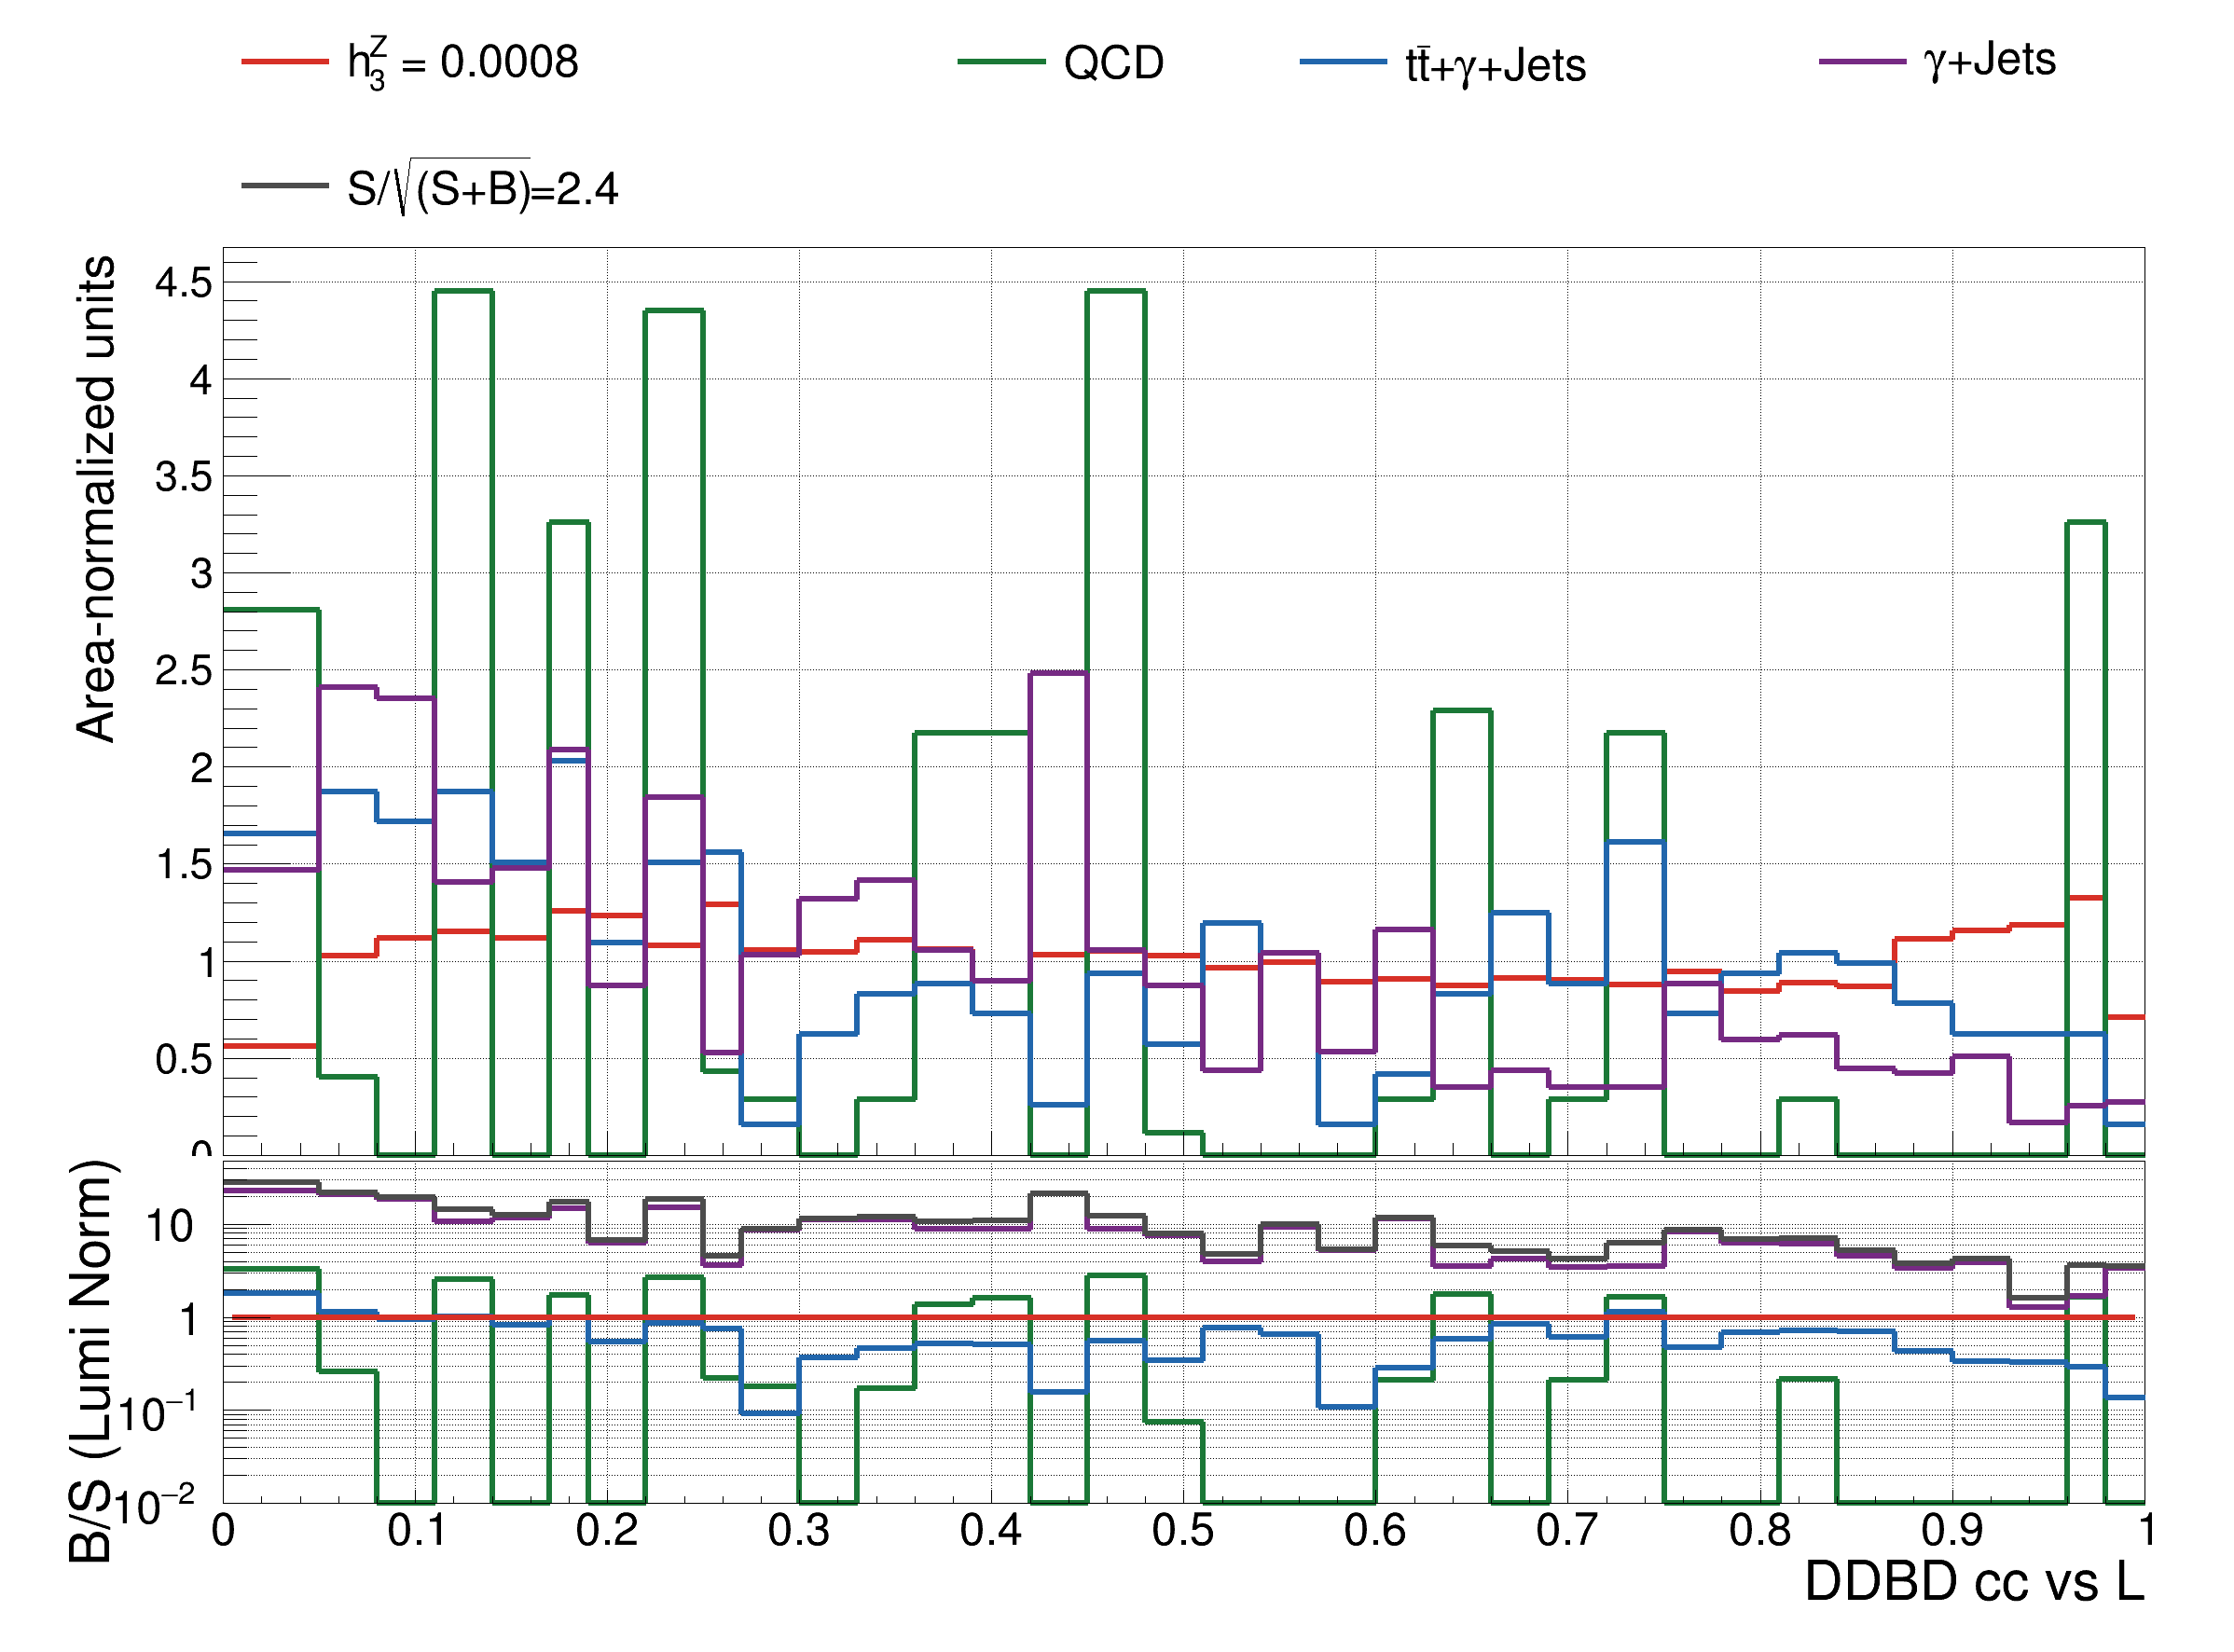 h₃ᶻ = 0.0008 QCD tt̄+γ+Jets γ+Jets
S/√(S+B)=2.4
Area-normalized units
4.5
4
3.5
3
2.5
2
1.5
1
0.5
0
B/S (Lumi Norm)
10
1
10⁻¹
10⁻²
0 0.1 0.2 0.3 0.4 0.5 0.6 0.7 0.8 0.9 1
DDBD cc vs L